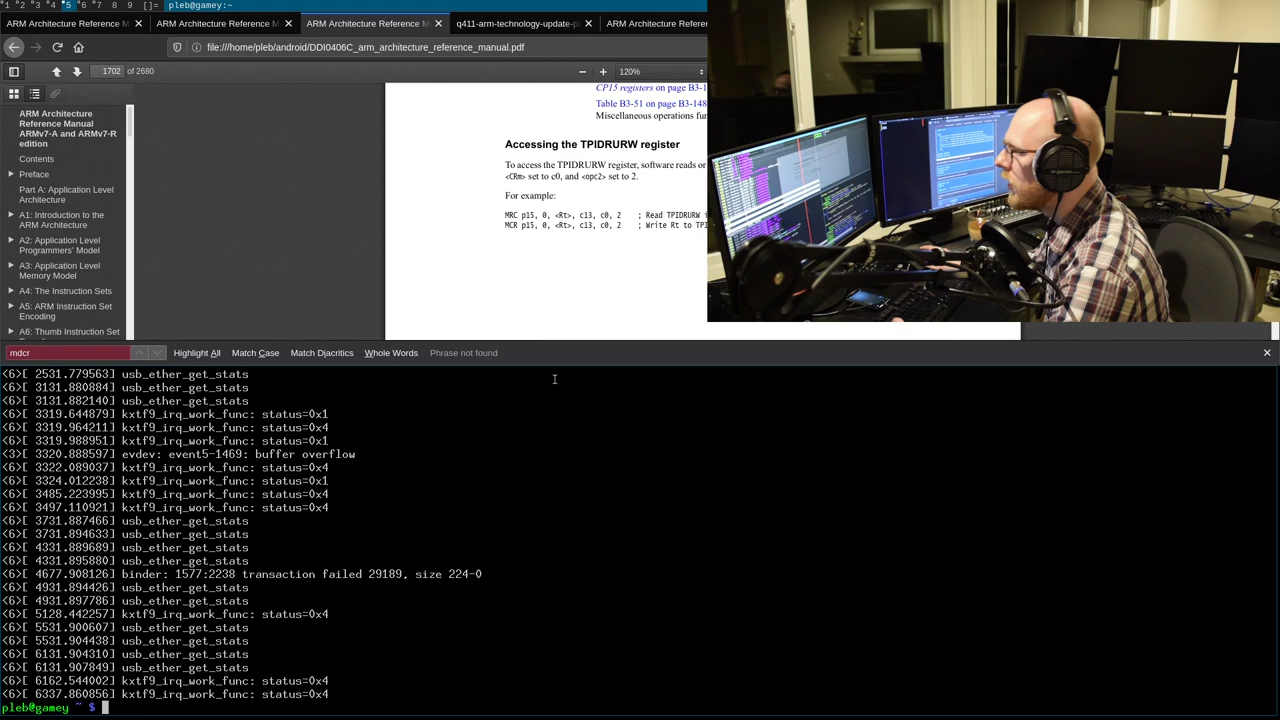 1 2 3 4 5 6 7 8 9 []= pleb@gamey:~
ARM Architecture Reference M
ARM Architecture Reference M
ARM Architecture Reference M
q411-arm-technology-update-p
ARM Architecture Reference
file:///home/pleb/android/DDI0406C_arm_architecture_reference_manual.pdf
1702 of 2680
120%
ARM Architecture
Reference Manual
ARMv7-A and ARMv7-R
edition
Contents
Preface
Part A: Application Level
Architecture
A1: Introduction to the
ARM Architecture
A2: Application Level
Programmers' Model
A3: Application Level
Memory Model
A4: The Instruction Sets
A5: ARM Instruction Set
Encoding
A6: Thumb Instruction Set
CP15 registers on page B3-1
Table B3-51 on page B3-148
Miscellaneous operations fun
Accessing the TPIDRURW register
To access the TPIDRURW register, software reads or
<CRm> set to c0, and <opc2> set to 2.
For example:
MRC p15, 0, <Rt>, c13, c0, 2 ; Read TPIDRURW i
MCR p15, 0, <Rt>, c13, c0, 2 ; Write Rt to TPI
mdcr
Highlight All
Match Case
Match Diacritics
Whole Words
Phrase not found
<6>[ 2531.779563] usb_ether_get_stats
<6>[ 3131.880884] usb_ether_get_stats
<6>[ 3131.882140] usb_ether_get_stats
<6>[ 3319.644879] kxtf9_irq_work_func: status=0x1
<6>[ 3319.964211] kxtf9_irq_work_func: status=0x4
<6>[ 3319.988951] kxtf9_irq_work_func: status=0x1
<3>[ 3320.888597] evdev: event5-1469: buffer overflow
<6>[ 3322.089037] kxtf9_irq_work_func: status=0x4
<6>[ 3324.012238] kxtf9_irq_work_func: status=0x1
<6>[ 3485.223995] kxtf9_irq_work_func: status=0x4
<6>[ 3497.110921] kxtf9_irq_work_func: status=0x4
<6>[ 3731.887466] usb_ether_get_stats
<6>[ 3731.894633] usb_ether_get_stats
<6>[ 4331.889689] usb_ether_get_stats
<6>[ 4331.895880] usb_ether_get_stats
<6>[ 4677.908126] binder: 1577:2238 transaction failed 29189, size 224-0
<6>[ 4931.894426] usb_ether_get_stats
<6>[ 4931.897786] usb_ether_get_stats
<6>[ 5128.442257] kxtf9_irq_work_func: status=0x4
<6>[ 5531.900607] usb_ether_get_stats
<6>[ 5531.904438] usb_ether_get_stats
<6>[ 6131.904310] usb_ether_get_stats
<6>[ 6131.907849] usb_ether_get_stats
<6>[ 6162.544002] kxtf9_irq_work_func: status=0x4
<6>[ 6337.860856] kxtf9_irq_work_func: status=0x4
pleb@gamey ~ $